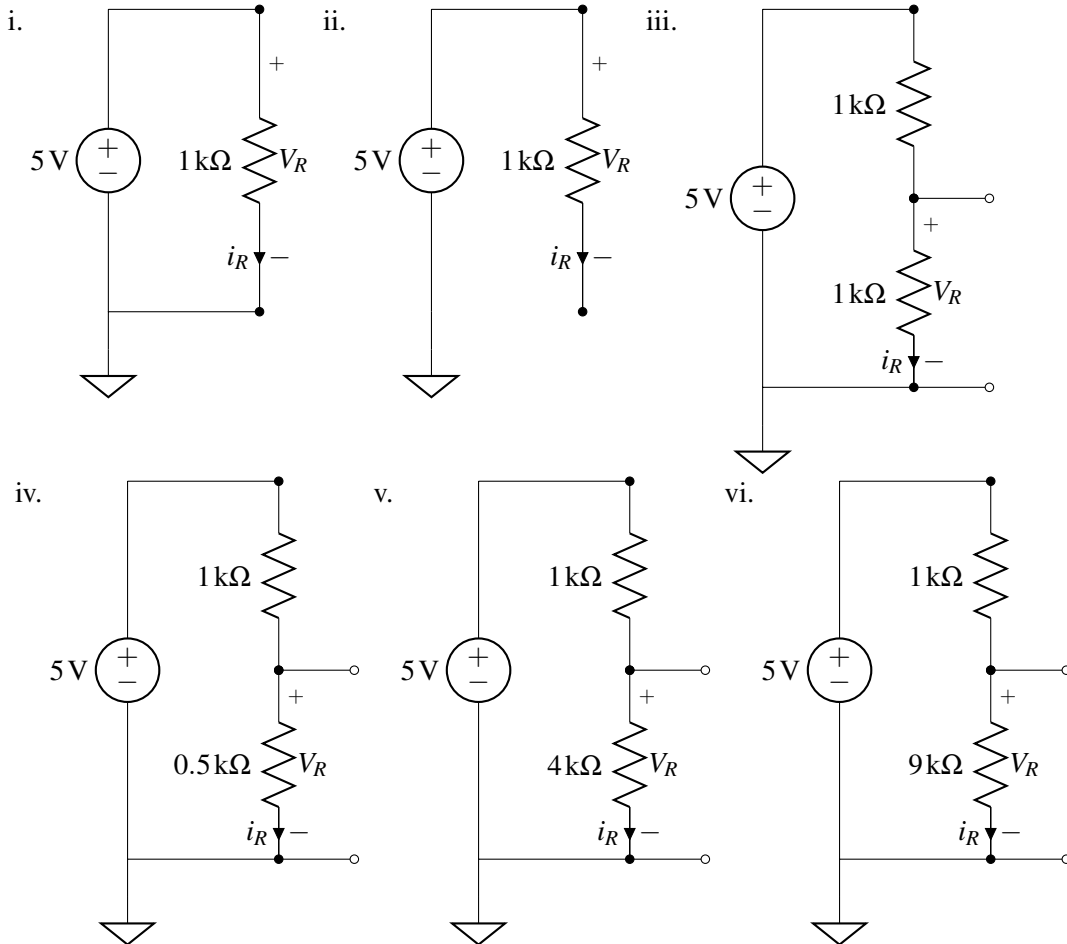 i.
+
5 V
+
−
1 kΩ
V_R
i_R
−
ii.
+
5 V
+
−
1 kΩ
V_R
i_R
−
iii.
1 kΩ
5 V
+
−
+
1 kΩ
V_R
i_R
−
iv.
1 kΩ
5 V
+
−
+
0.5 kΩ
V_R
i_R
−
v.
1 kΩ
5 V
+
−
+
4 kΩ
V_R
i_R
−
vi.
1 kΩ
5 V
+
−
+
9 kΩ
V_R
i_R
−